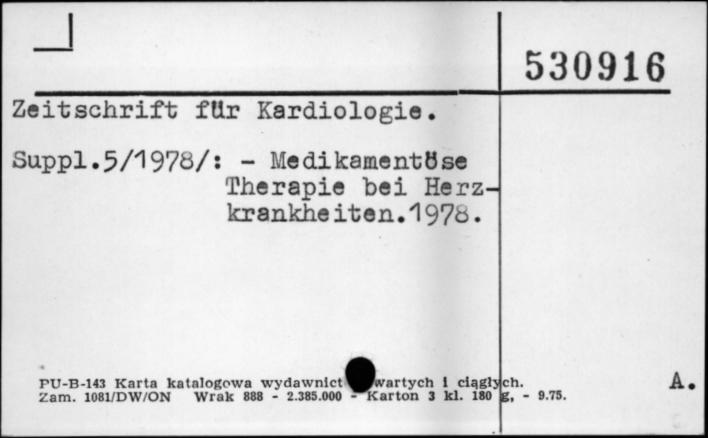 530916
Zeitschrift für Kardiologie.
Suppl.5/1978/: - Medikamentöse
Therapie bei Herz-
krankheiten.1978.
A.
PU-B-143 Karta katalogowa wydawnict wartych i ciągłych.
Zam. 1081/DW/ON Wrak 888 - 2.385.000 - Karton 3 kl. 180 g, - 9.75.